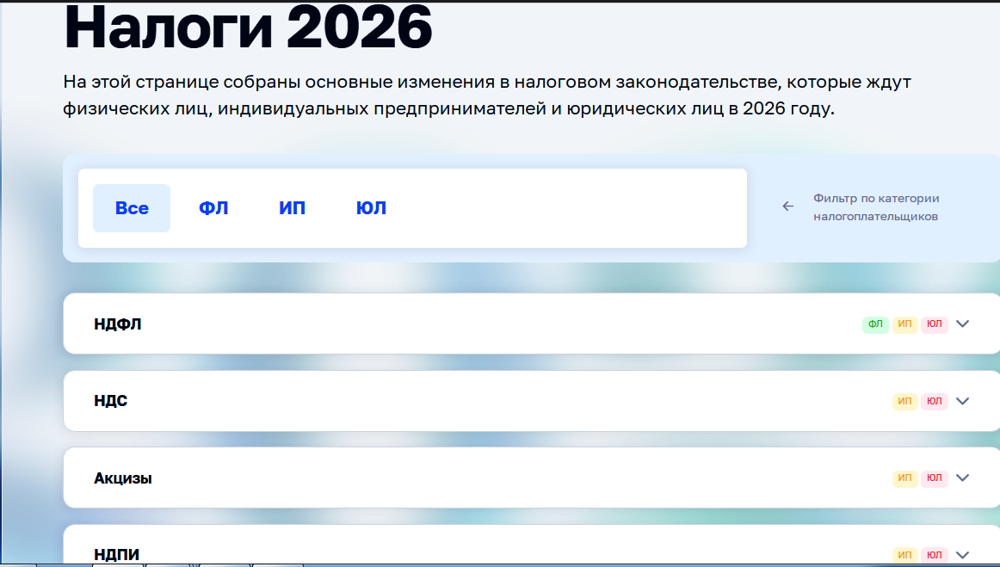 Налоги 2026
На этой странице собраны основные изменения в налоговом законодательстве, которые ждут
физических лиц, индивидуальных предпринимателей и юридических лиц в 2026 году.
Все ФЛ ИП ЮЛ
Фильтр по категории
налогоплательщиков
НДФЛ ФЛ ИП ЮЛ
НДС ИП ЮЛ
Акцизы ИП ЮЛ
НДПИ ИП ЮЛ